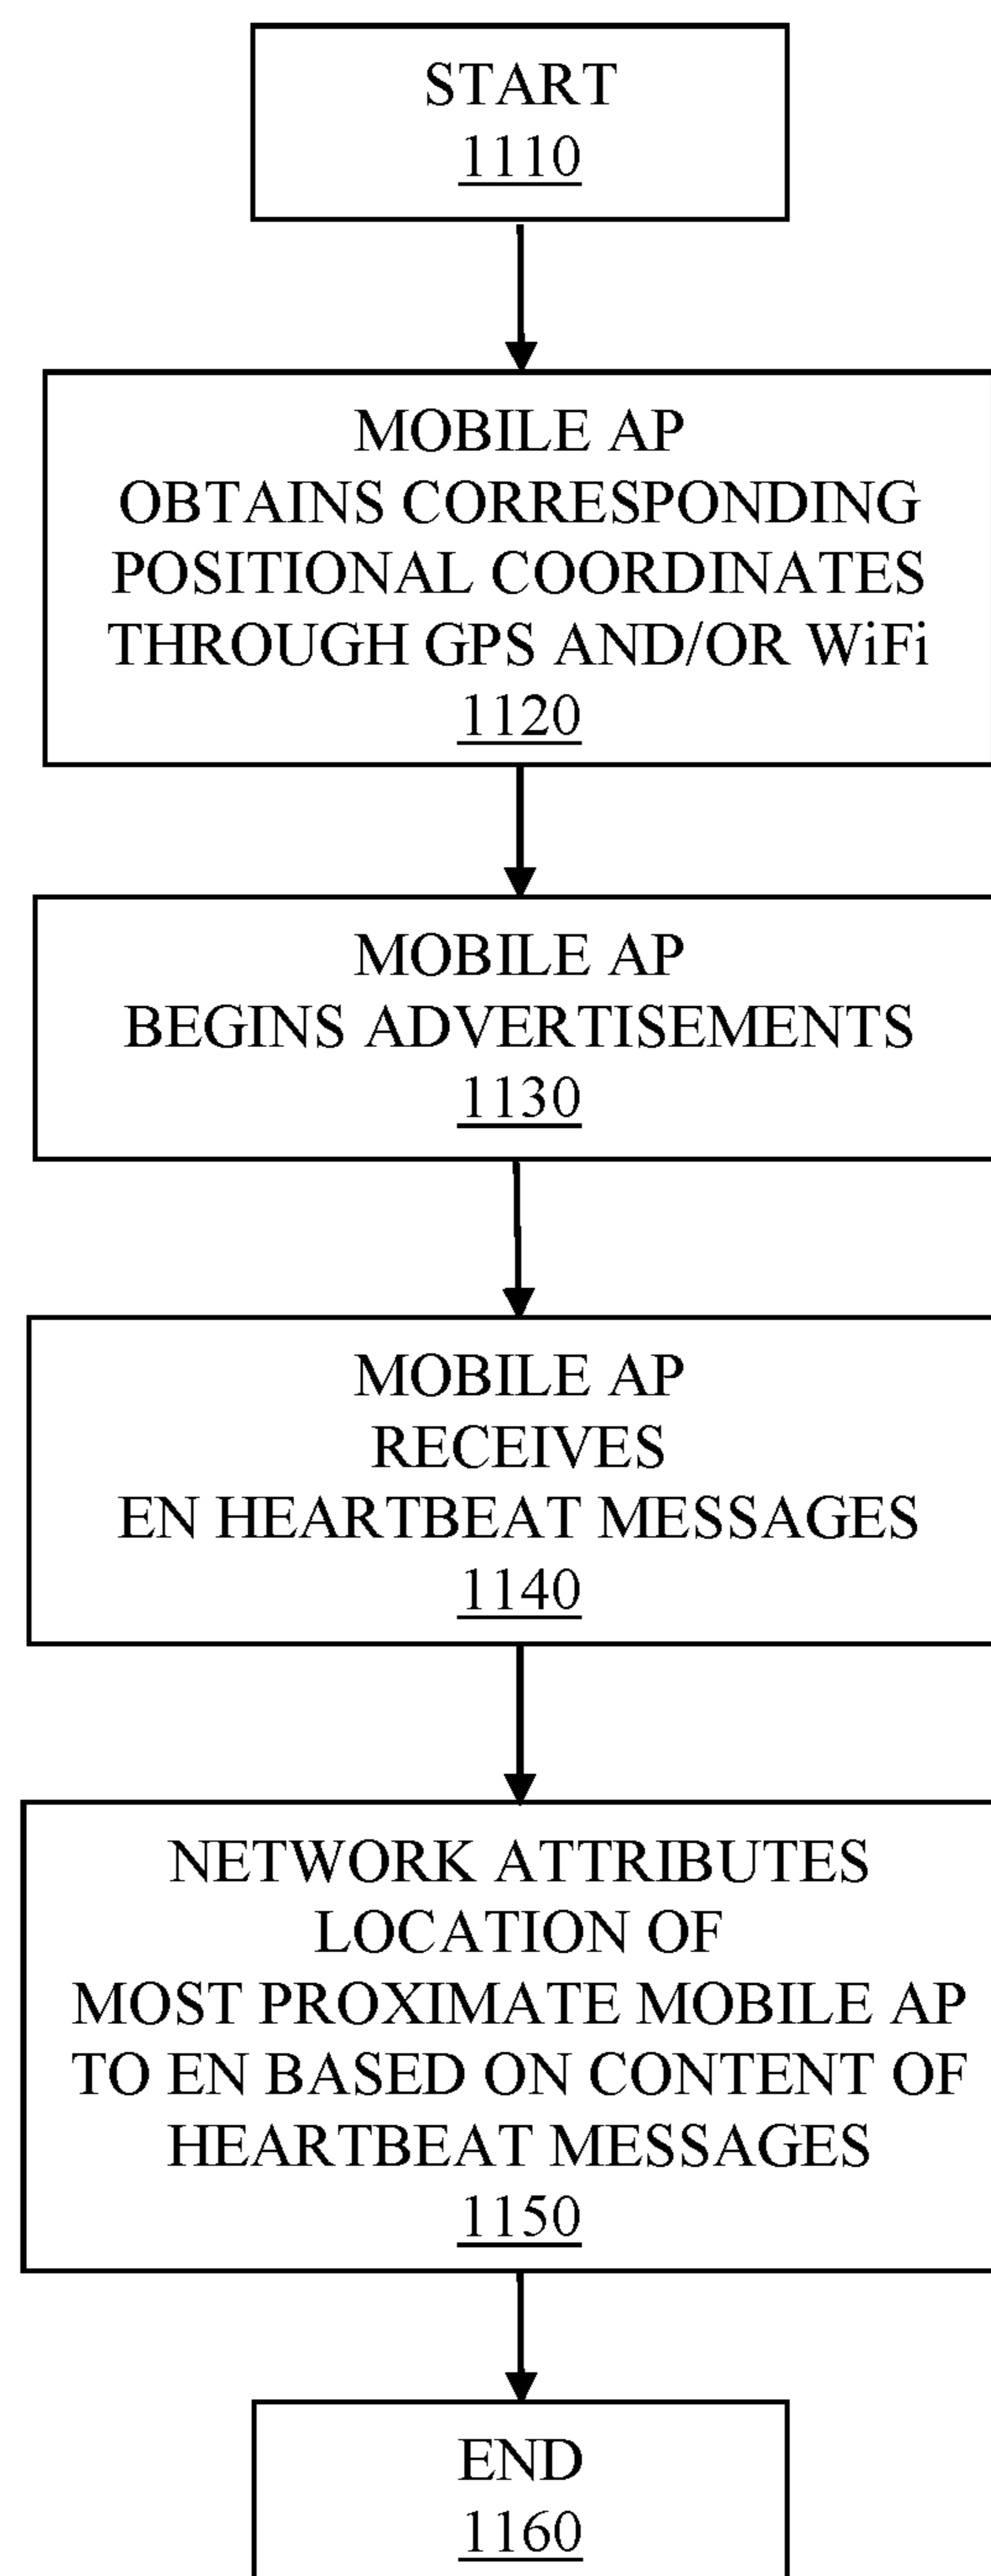 START
1110
MOBILE AP
OBTAINS CORRESPONDING
POSITIONAL COORDINATES
THROUGH GPS AND/OR WiFi
1120
MOBILE AP
BEGINS ADVERTISEMENTS
1130
MOBILE AP
RECEIVES
EN HEARTBEAT MESSAGES
1140
NETWORK ATTRIBUTES
LOCATION OF
MOST PROXIMATE MOBILE AP
TO EN BASED ON CONTENT OF
HEARTBEAT MESSAGES
1150
END
1160